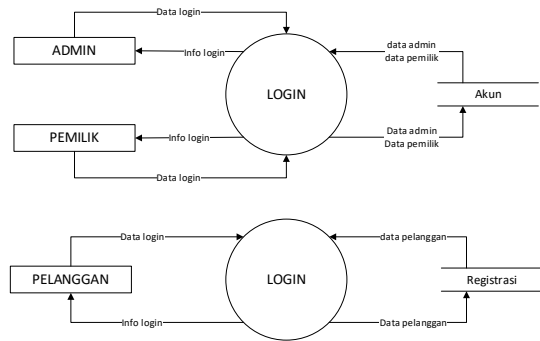 Data login
ADMIN
Info login
LOGIN
data admin
data pemilik
Akun
PEMILIK
Info login
Data admin
Data pemilik
Data login
Data login
data pelanggan
PELANGGAN
LOGIN
Registrasi
Info login
Data pelanggan